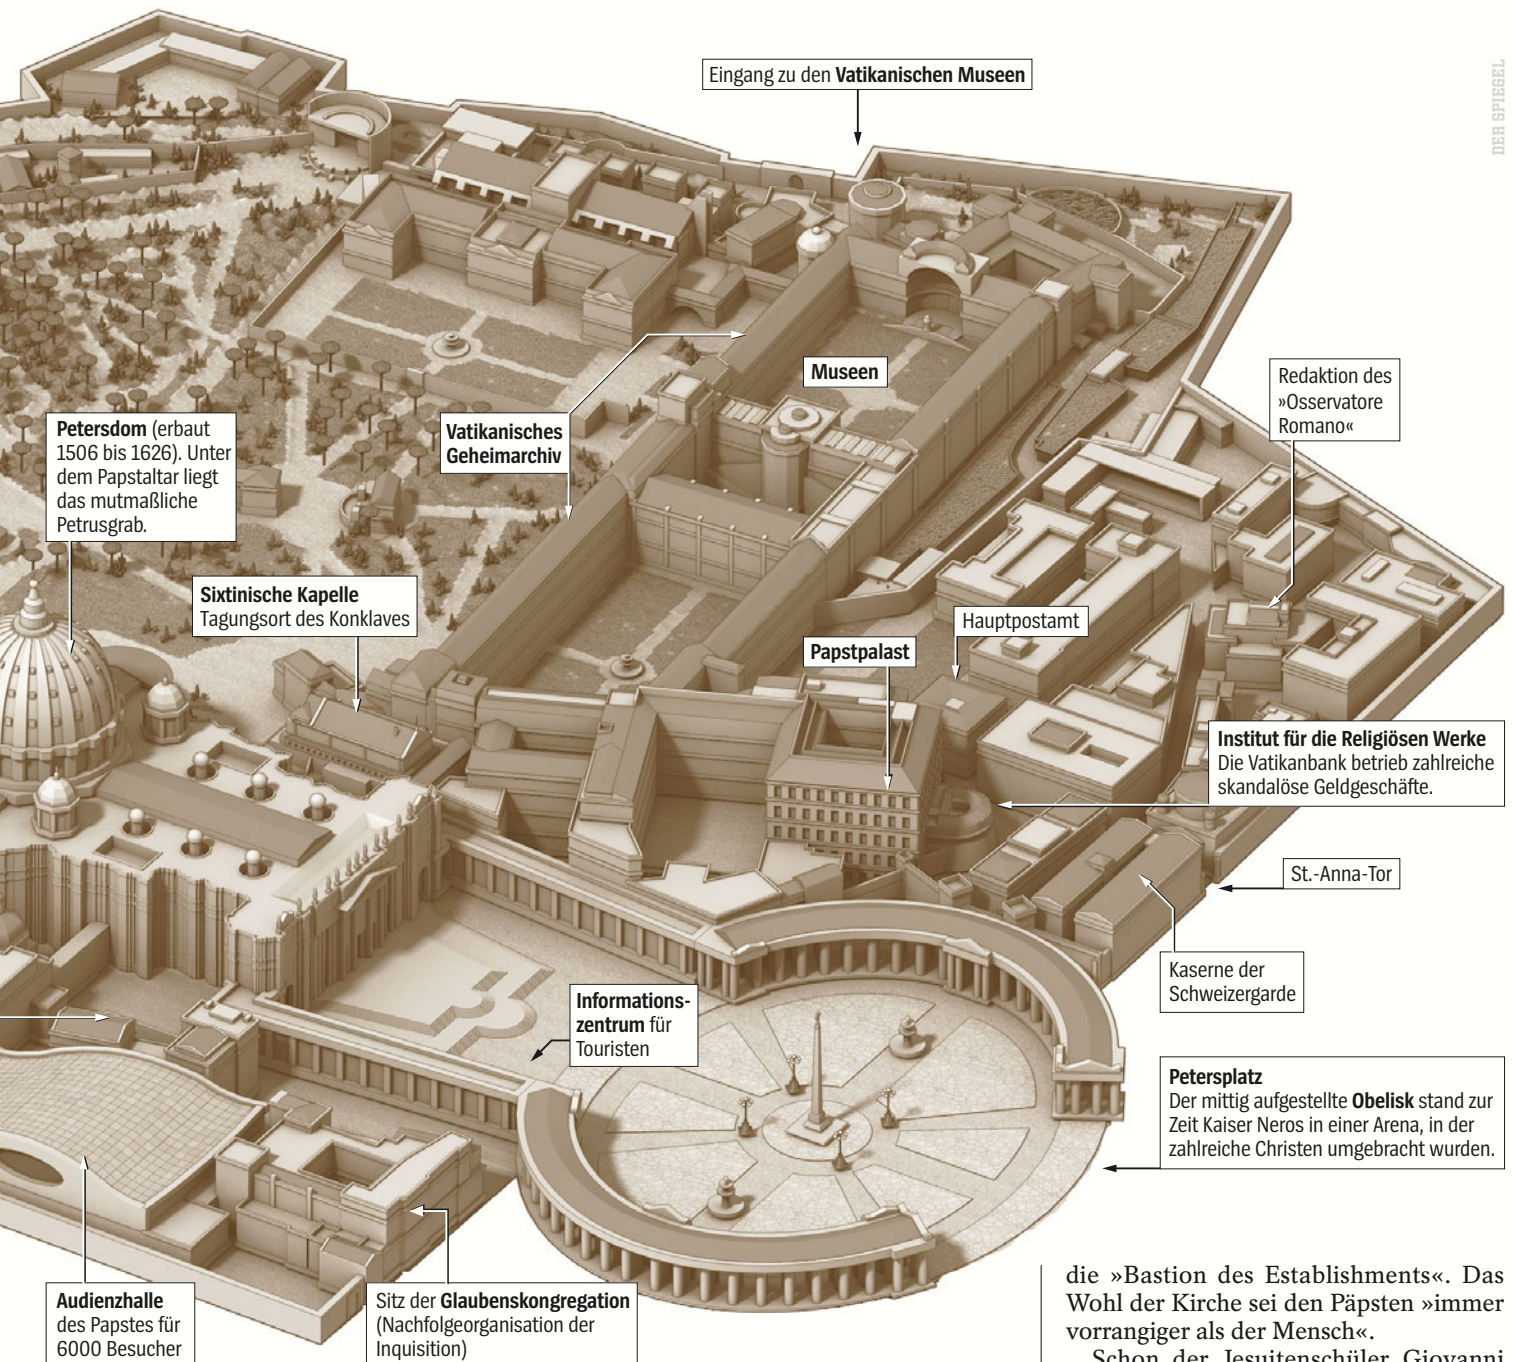 Eingang zu den Vatikanischen Museen
DER SPIEGEL
Museen
Redaktion des
»Osservatore
Romano«
Petersdom (erbaut
1506 bis 1626). Unter
dem Papstaltar liegt
das mutmaßliche
Petrusgrab.
Vatikanisches
Geheimarchiv
Sixtinische Kapelle
Tagungsort des Konklaves
Hauptpostamt
Papstpalast
Institut für die Religiösen Werke
Die Vatikanbank betrieb zahlreiche
skandalöse Geldgeschäfte.
St.-Anna-Tor
Kaserne der
Schweizergarde
Informations-
zentrum für
Touristen
Petersplatz
Der mittig aufgestellte Obelisk stand zur
Zeit Kaiser Neros in einer Arena, in der
zahlreiche Christen umgebracht wurden.
Audienzhalle
des Papstes für
6000 Besucher
Sitz der Glaubenskongregation
(Nachfolgeorganisation der
Inquisition)
die »Bastion des Establishments«. Das
Wohl der Kirche sei den Päpsten »immer
vorrangiger als der Mensch«.
Schon der Jesuitenschüler Giovanni